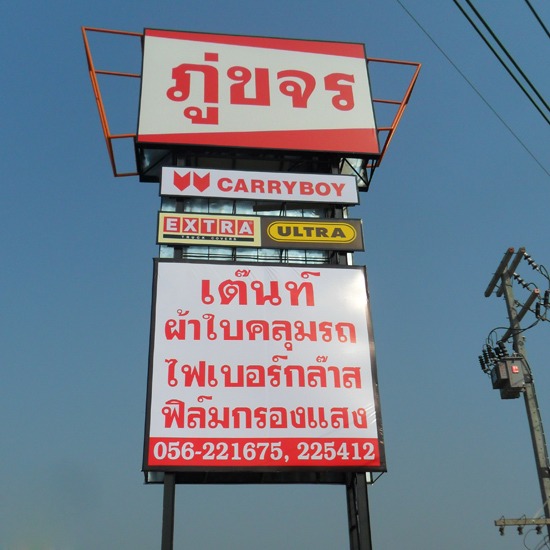 ภู่ขจร
CARRYBOY
EXTRA ULTRA
TRUCK COVERS
เต๊นท์
ผ้าใบคลุมรถ
ไฟเบอร์กล๊าส
ฟิล์มกรองแสง
056-221675, 225412